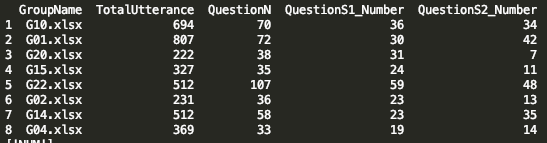 GroupName TotalUtterance QuestionN QuestionS1_Number QuestionS2_Number
1 G10.xlsx 694 70 36 34
2 G01.xlsx 807 72 30 42
3 G20.xlsx 222 38 31 7
4 G15.xlsx 327 35 24 11
5 G22.xlsx 512 107 59 48
6 G02.xlsx 231 36 23 13
7 G14.xlsx 512 58 23 35
8 G04.xlsx 369 33 19 14